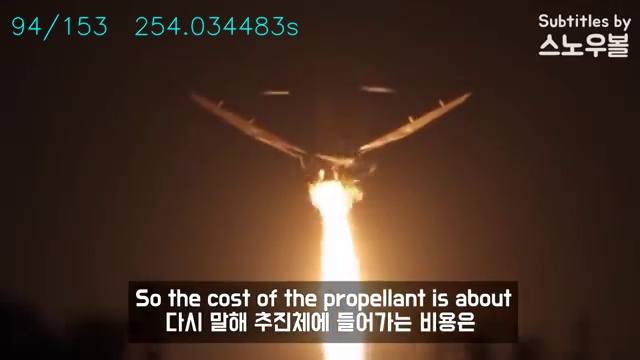 94/153 254.034483s
Subtitles by
스노우볼
So the cost of the propellant is about
다시 말해 추진체에 들어가는 비용은